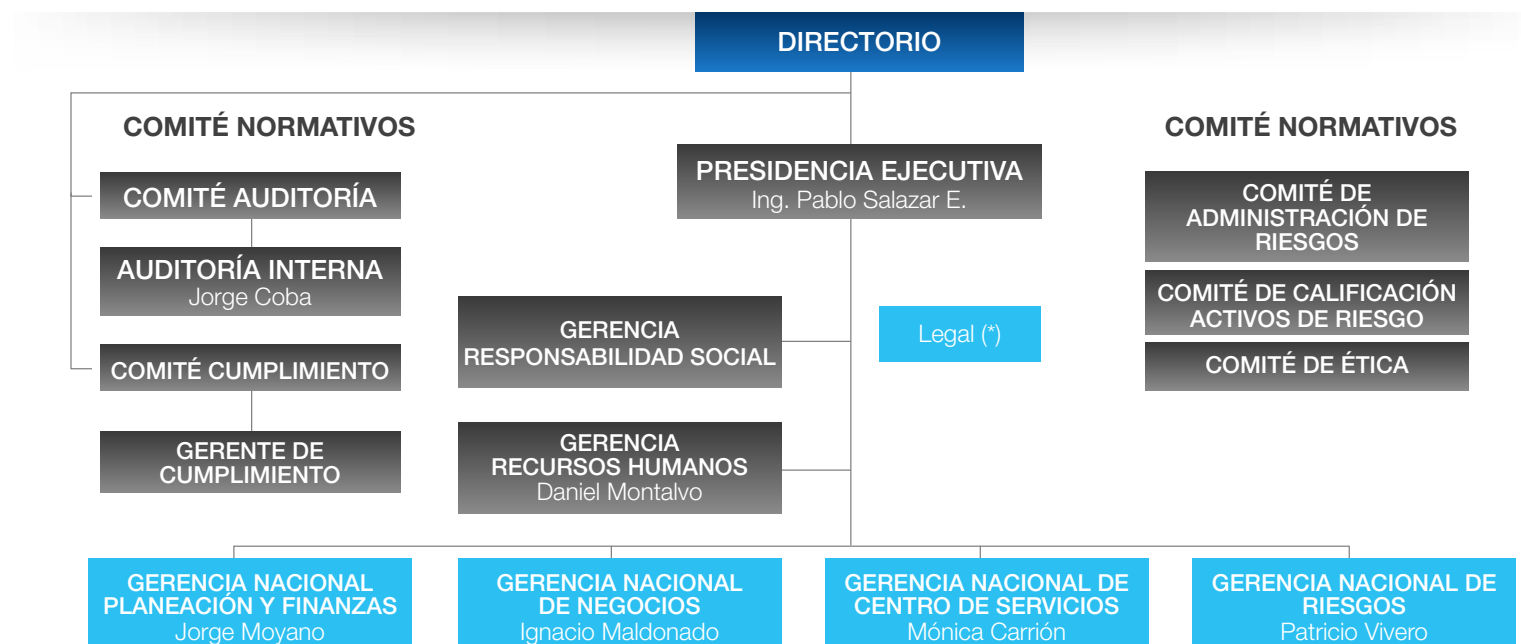 DIRECTORIO
COMITÉ NORMATIVOS
COMITÉ AUDITORÍA
AUDITORÍA INTERNA
Jorge Coba
COMITÉ CUMPLIMIENTO
GERENTE DE
CUMPLIMIENTO
PRESIDENCIA EJECUTIVA
Ing. Pablo Salazar E.
GERENCIA
RESPONSABILIDAD SOCIAL
Legal (*)
GERENCIA
RECURSOS HUMANOS
Daniel Montalvo
COMITÉ NORMATIVOS
COMITÉ DE
ADMINISTRACIÓN DE
RIESGOS
COMITÉ DE CALIFICACIÓN
ACTIVOS DE RIESGO
COMITÉ DE ÉTICA
GERENCIA NACIONAL
PLANEACIÓN Y FINANZAS
Jorge Moyano
GERENCIA NACIONAL
DE NEGOCIOS
Ignacio Maldonado
GERENCIA NACIONAL DE
CENTRO DE SERVICIOS
Mónica Carrión
GERENCIA NACIONAL DE
RIESGOS
Patricio Vivero